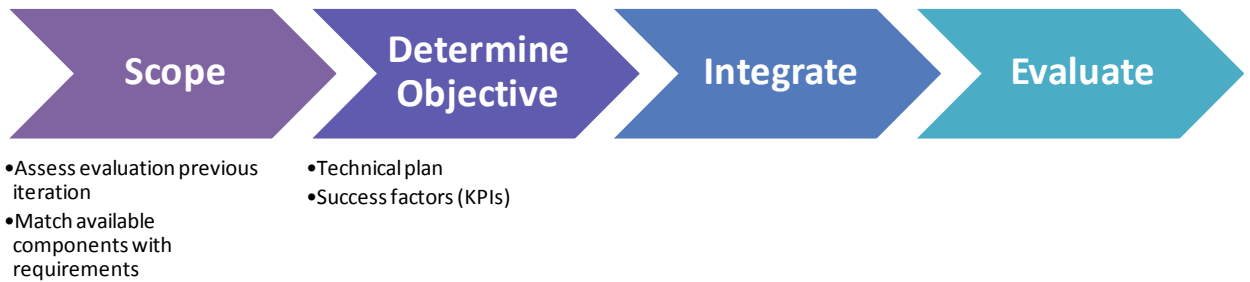 Scope
Determine
Objective
Integrate
Evaluate
•Assess evaluation previous
iteration
•Match available
components with
requirements
•Technical plan
•Success factors (KPIs)